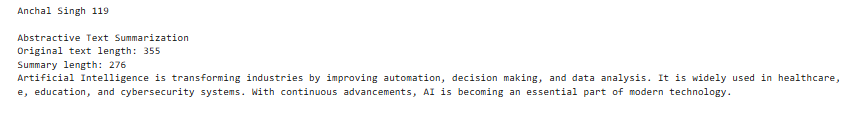 Anchal Singh 119
Abstractive Text Summarization
Original text length: 355
Summary length: 276
Artificial Intelligence is transforming industries by improving automation, decision making, and data analysis. It is widely used in healthcare,
e, education, and cybersecurity systems. With continuous advancements, AI is becoming an essential part of modern technology.